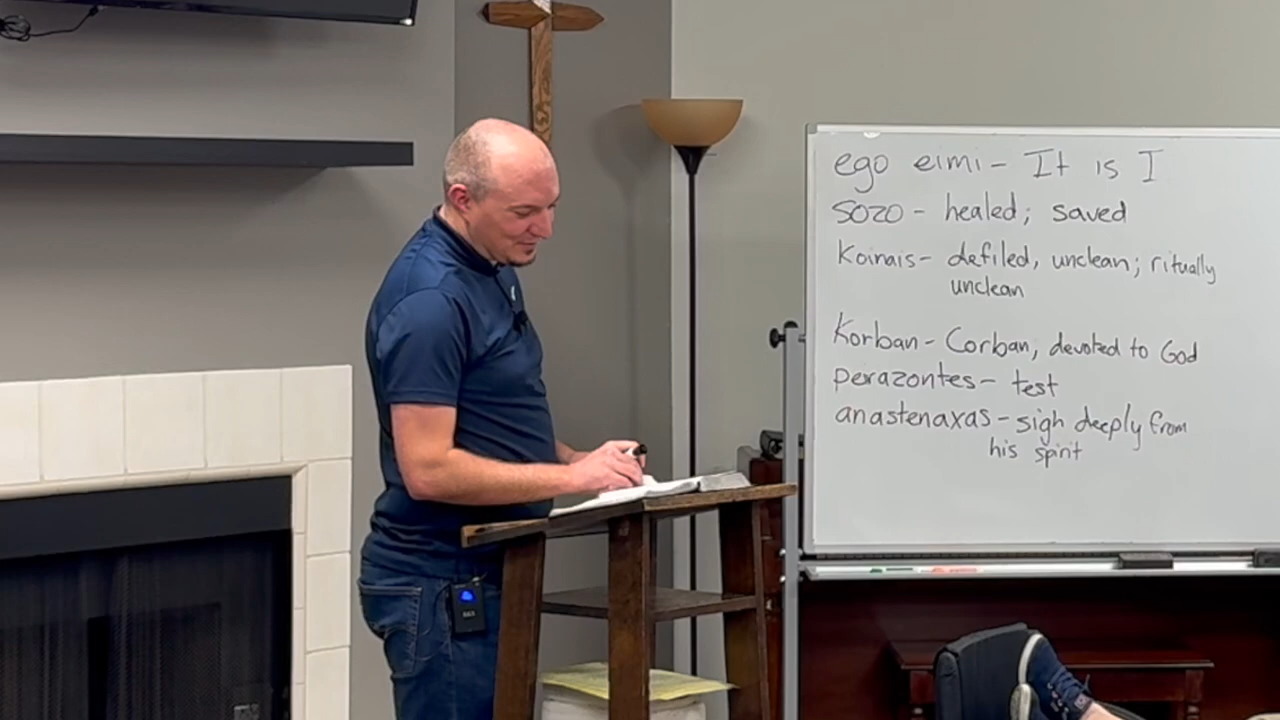 ego eimi - It is I
sozo - healed; saved
Koinais - defiled, unclean; ritually
unclean
Korban - Corban, devoted to God
perazontes - test
anastenaxas - sigh deeply from
his spirit